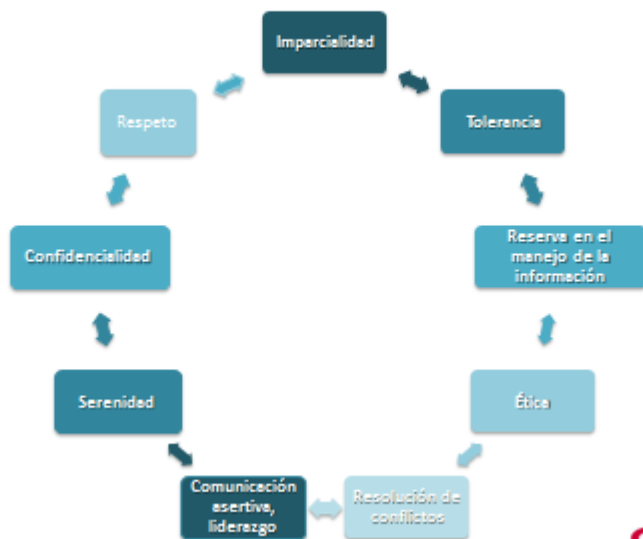 Imparcialidad
Tolerancia
Reserva en el
manejo de la
información
Ética
Resolución de
conflictos
Comunicación
asertiva,
liderazgo
Serenidad
Confidencialidad
Respeto